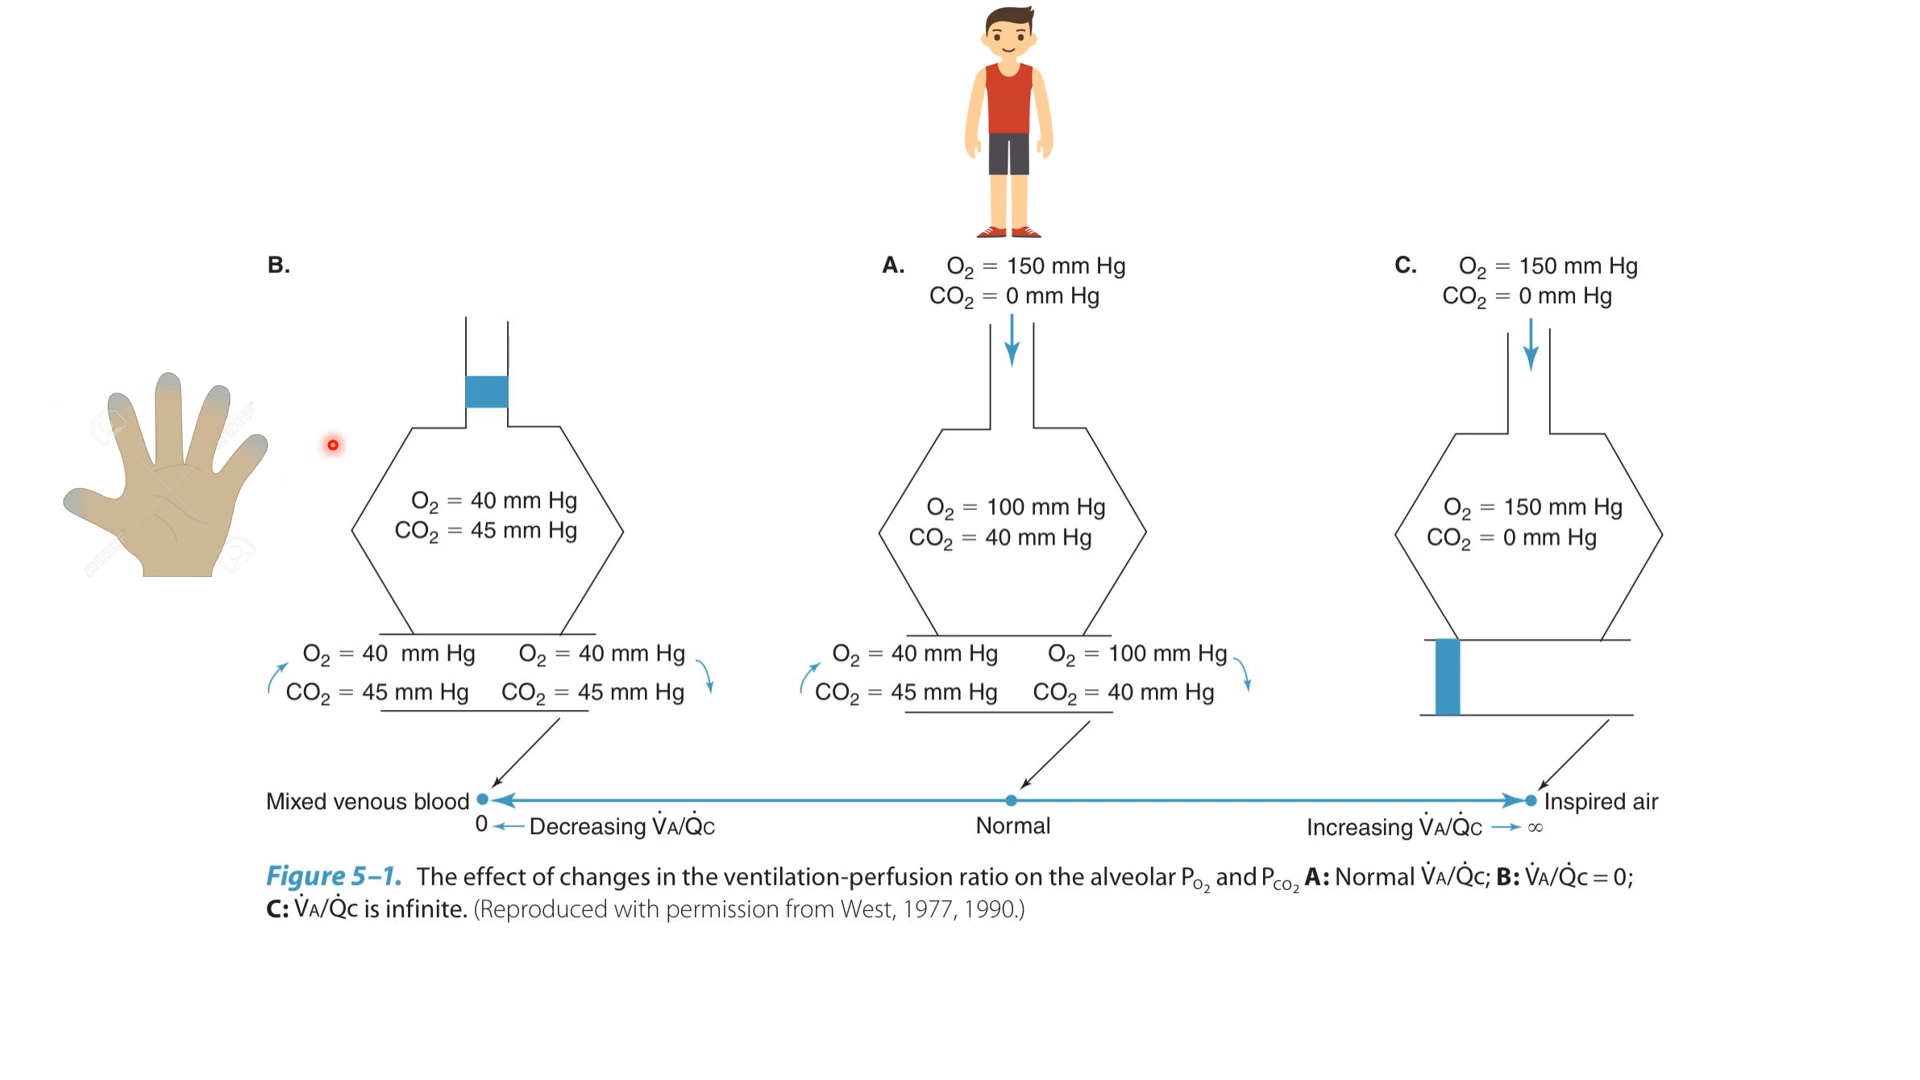 B.
A. O₂ = 150 mm Hg
CO₂ = 0 mm Hg
C. O₂ = 150 mm Hg
CO₂ = 0 mm Hg
O₂ = 40 mm Hg
CO₂ = 45 mm Hg
O₂ = 100 mm Hg
CO₂ = 40 mm Hg
O₂ = 150 mm Hg
CO₂ = 0 mm Hg
O₂ = 40 mm Hg O₂ = 40 mm Hg
CO₂ = 45 mm Hg CO₂ = 45 mm Hg
O₂ = 40 mm Hg O₂ = 100 mm Hg
CO₂ = 45 mm Hg CO₂ = 40 mm Hg
Mixed venous blood
Inspired air
0 ← Decreasing V̇A/Q̇C
Normal
Increasing V̇A/Q̇C → ∞
Figure 5–1. The effect of changes in the ventilation-perfusion ratio on the alveolar PO₂ and PCO₂ A: Normal V̇A/Q̇C; B: V̇A/Q̇C = 0;
C: V̇A/Q̇C is infinite. (Reproduced with permission from West, 1977, 1990.)